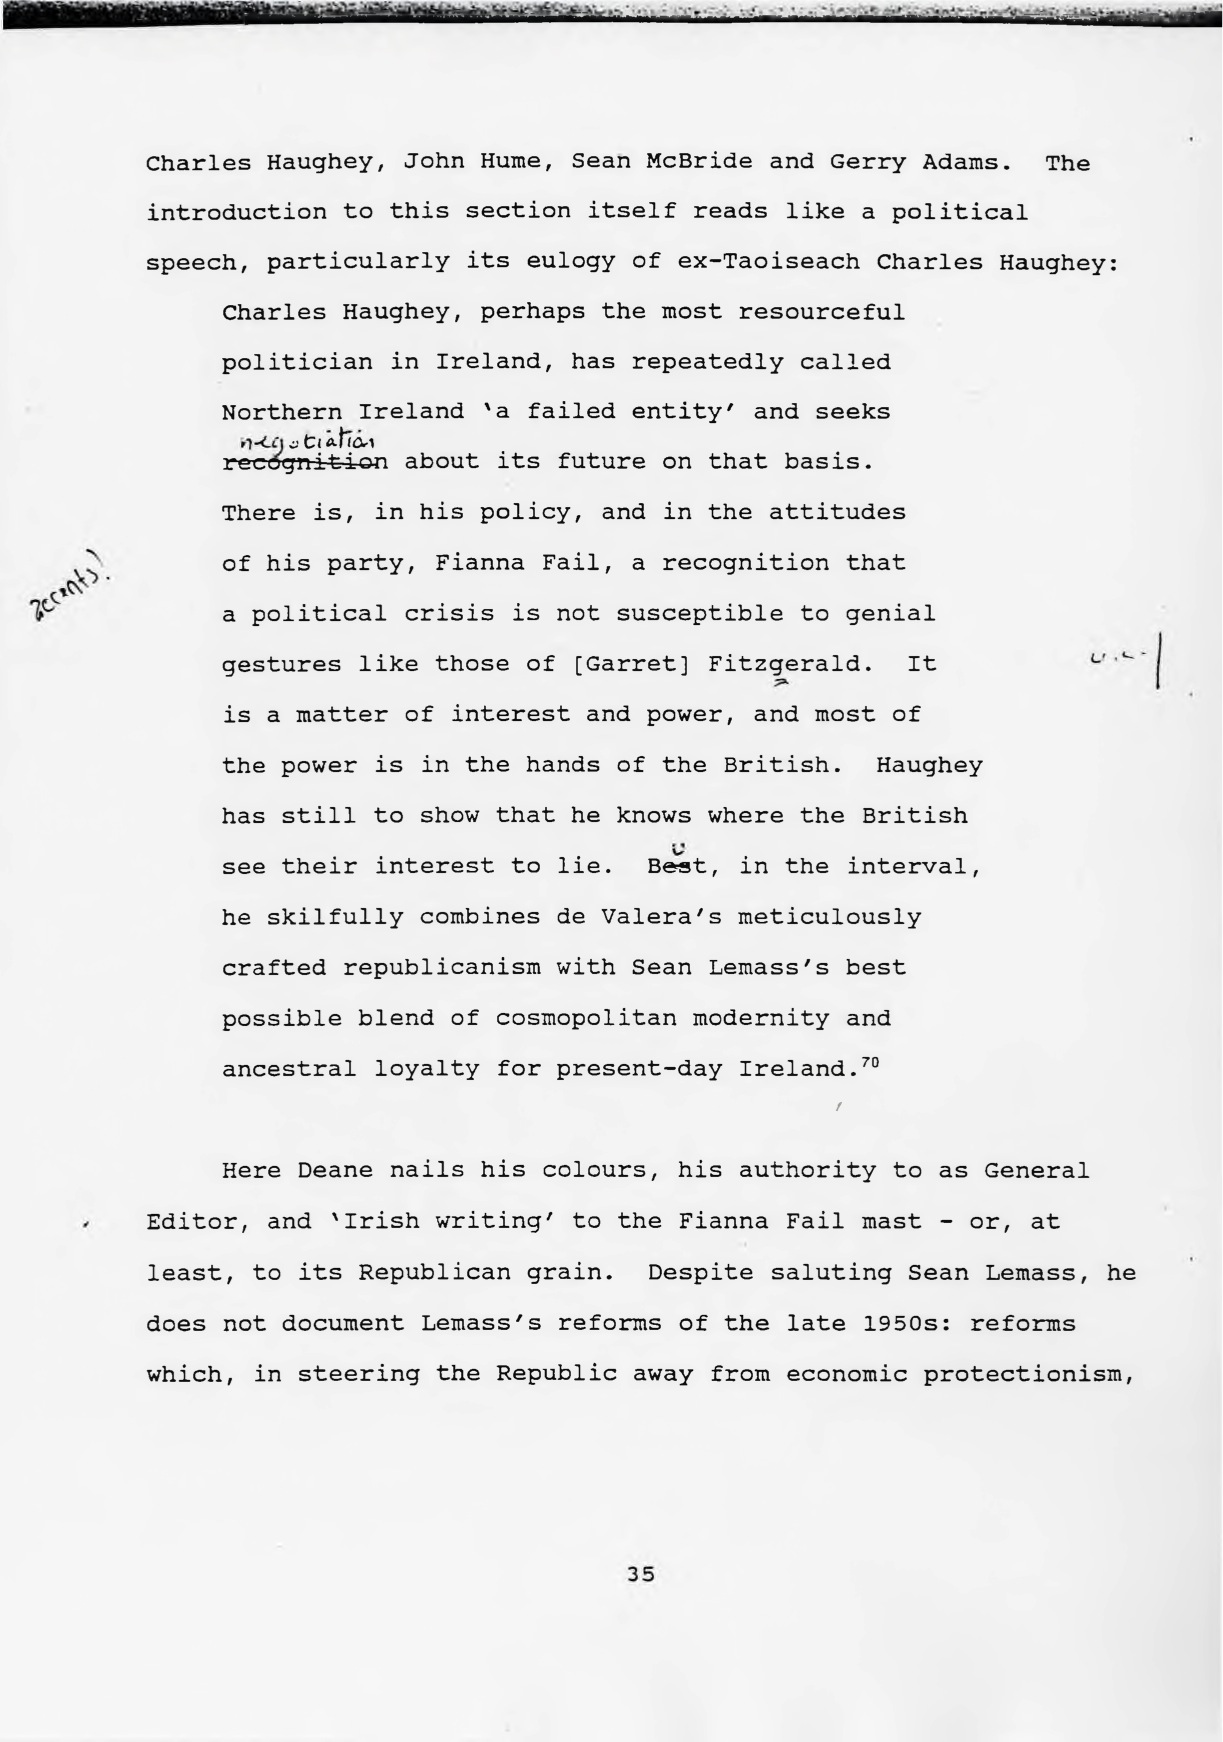 Charles Haughey, John Hume, Sean McBride and Gerry Adams. The
introduction to this section itself reads like a political
speech, particularly its eulogy of ex-Taoiseach Charles Haughey:
Charles Haughey, perhaps the most resourceful
politician in Ireland, has repeatedly called
Northern Ireland 'a failed entity' and seeks
negotiation
recognition about its future on that basis.
There is, in his policy, and in the attitudes
accents!
of his party, Fianna Fail, a recognition that
a political crisis is not susceptible to genial
gestures like those of [Garret] Fitzgerald. It
u.c.
is a matter of interest and power, and most of
the power is in the hands of the British. Haughey
has still to show that he knows where the British
u
see their interest to lie. Best, in the interval,
he skilfully combines de Valera's meticulously
crafted republicanism with Sean Lemass's best
possible blend of cosmopolitan modernity and
ancestral loyalty for present-day Ireland.70
Here Deane nails his colours, his authority to as General
Editor, and 'Irish writing' to the Fianna Fail mast - or, at
least, to its Republican grain. Despite saluting Sean Lemass, he
does not document Lemass's reforms of the late 1950s: reforms
which, in steering the Republic away from economic protectionism,
35